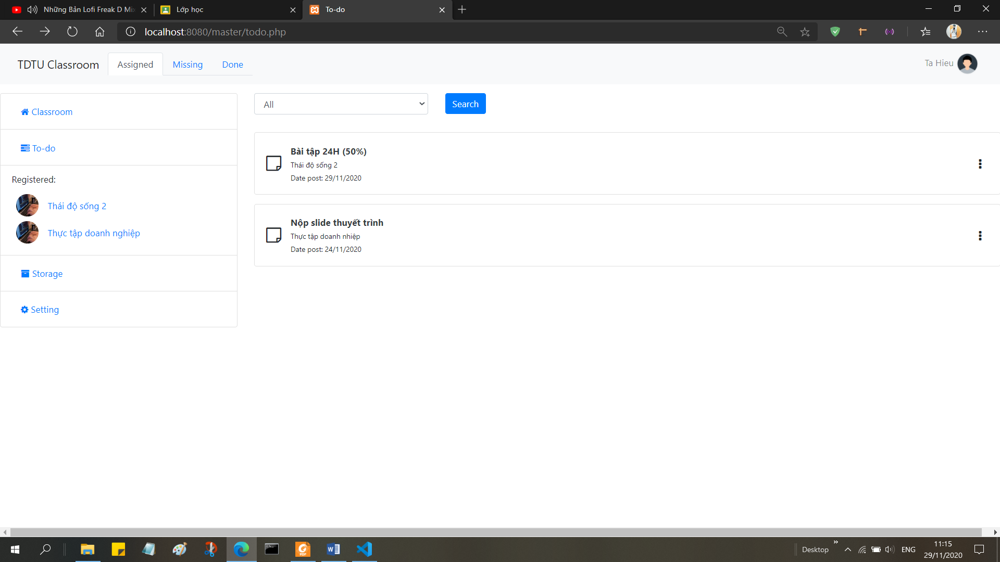 Những Bản Lofi Freak D Mix
Lớp học
To-do
localhost:8080/master/todo.php
TDTU Classroom
Assigned
Missing
Done
Ta Hieu
Classroom
To-do
Registered:
Thái độ sống 2
Thực tập doanh nghiệp
Storage
Setting
All
Search
Bài tập 24H (50%)
Thái độ sống 2
Date post: 29/11/2020
Nộp slide thuyết trình
Thực tập doanh nhiệp
Date post: 24/11/2020
PDF
Desktop
ENG
11:15
29/11/2020